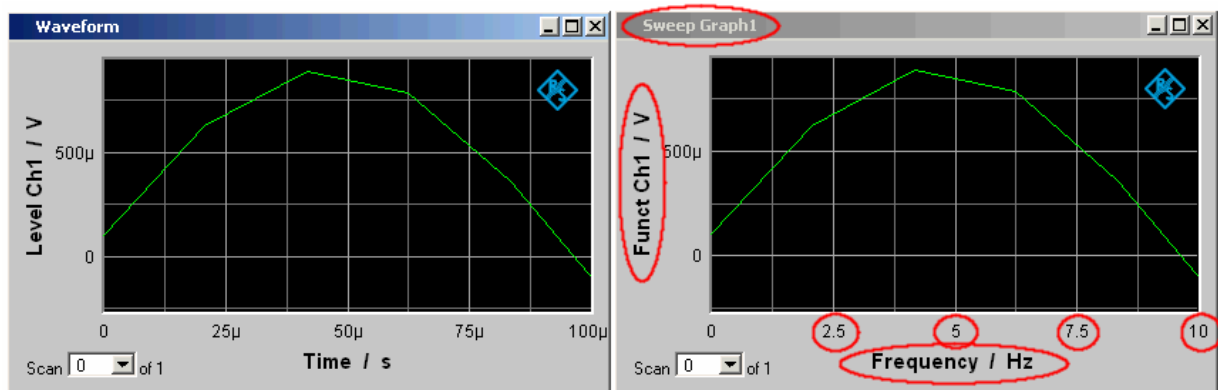 Waveform
Level Ch1 / V
500µ
0
0 25µ 50µ 75µ 100µ
Time / s
Scan 0 of 1
Sweep Graph1
Funct Ch1 / V
500µ
0
0 2.5 5 7.5 10
Frequency / Hz
Scan 0 of 1